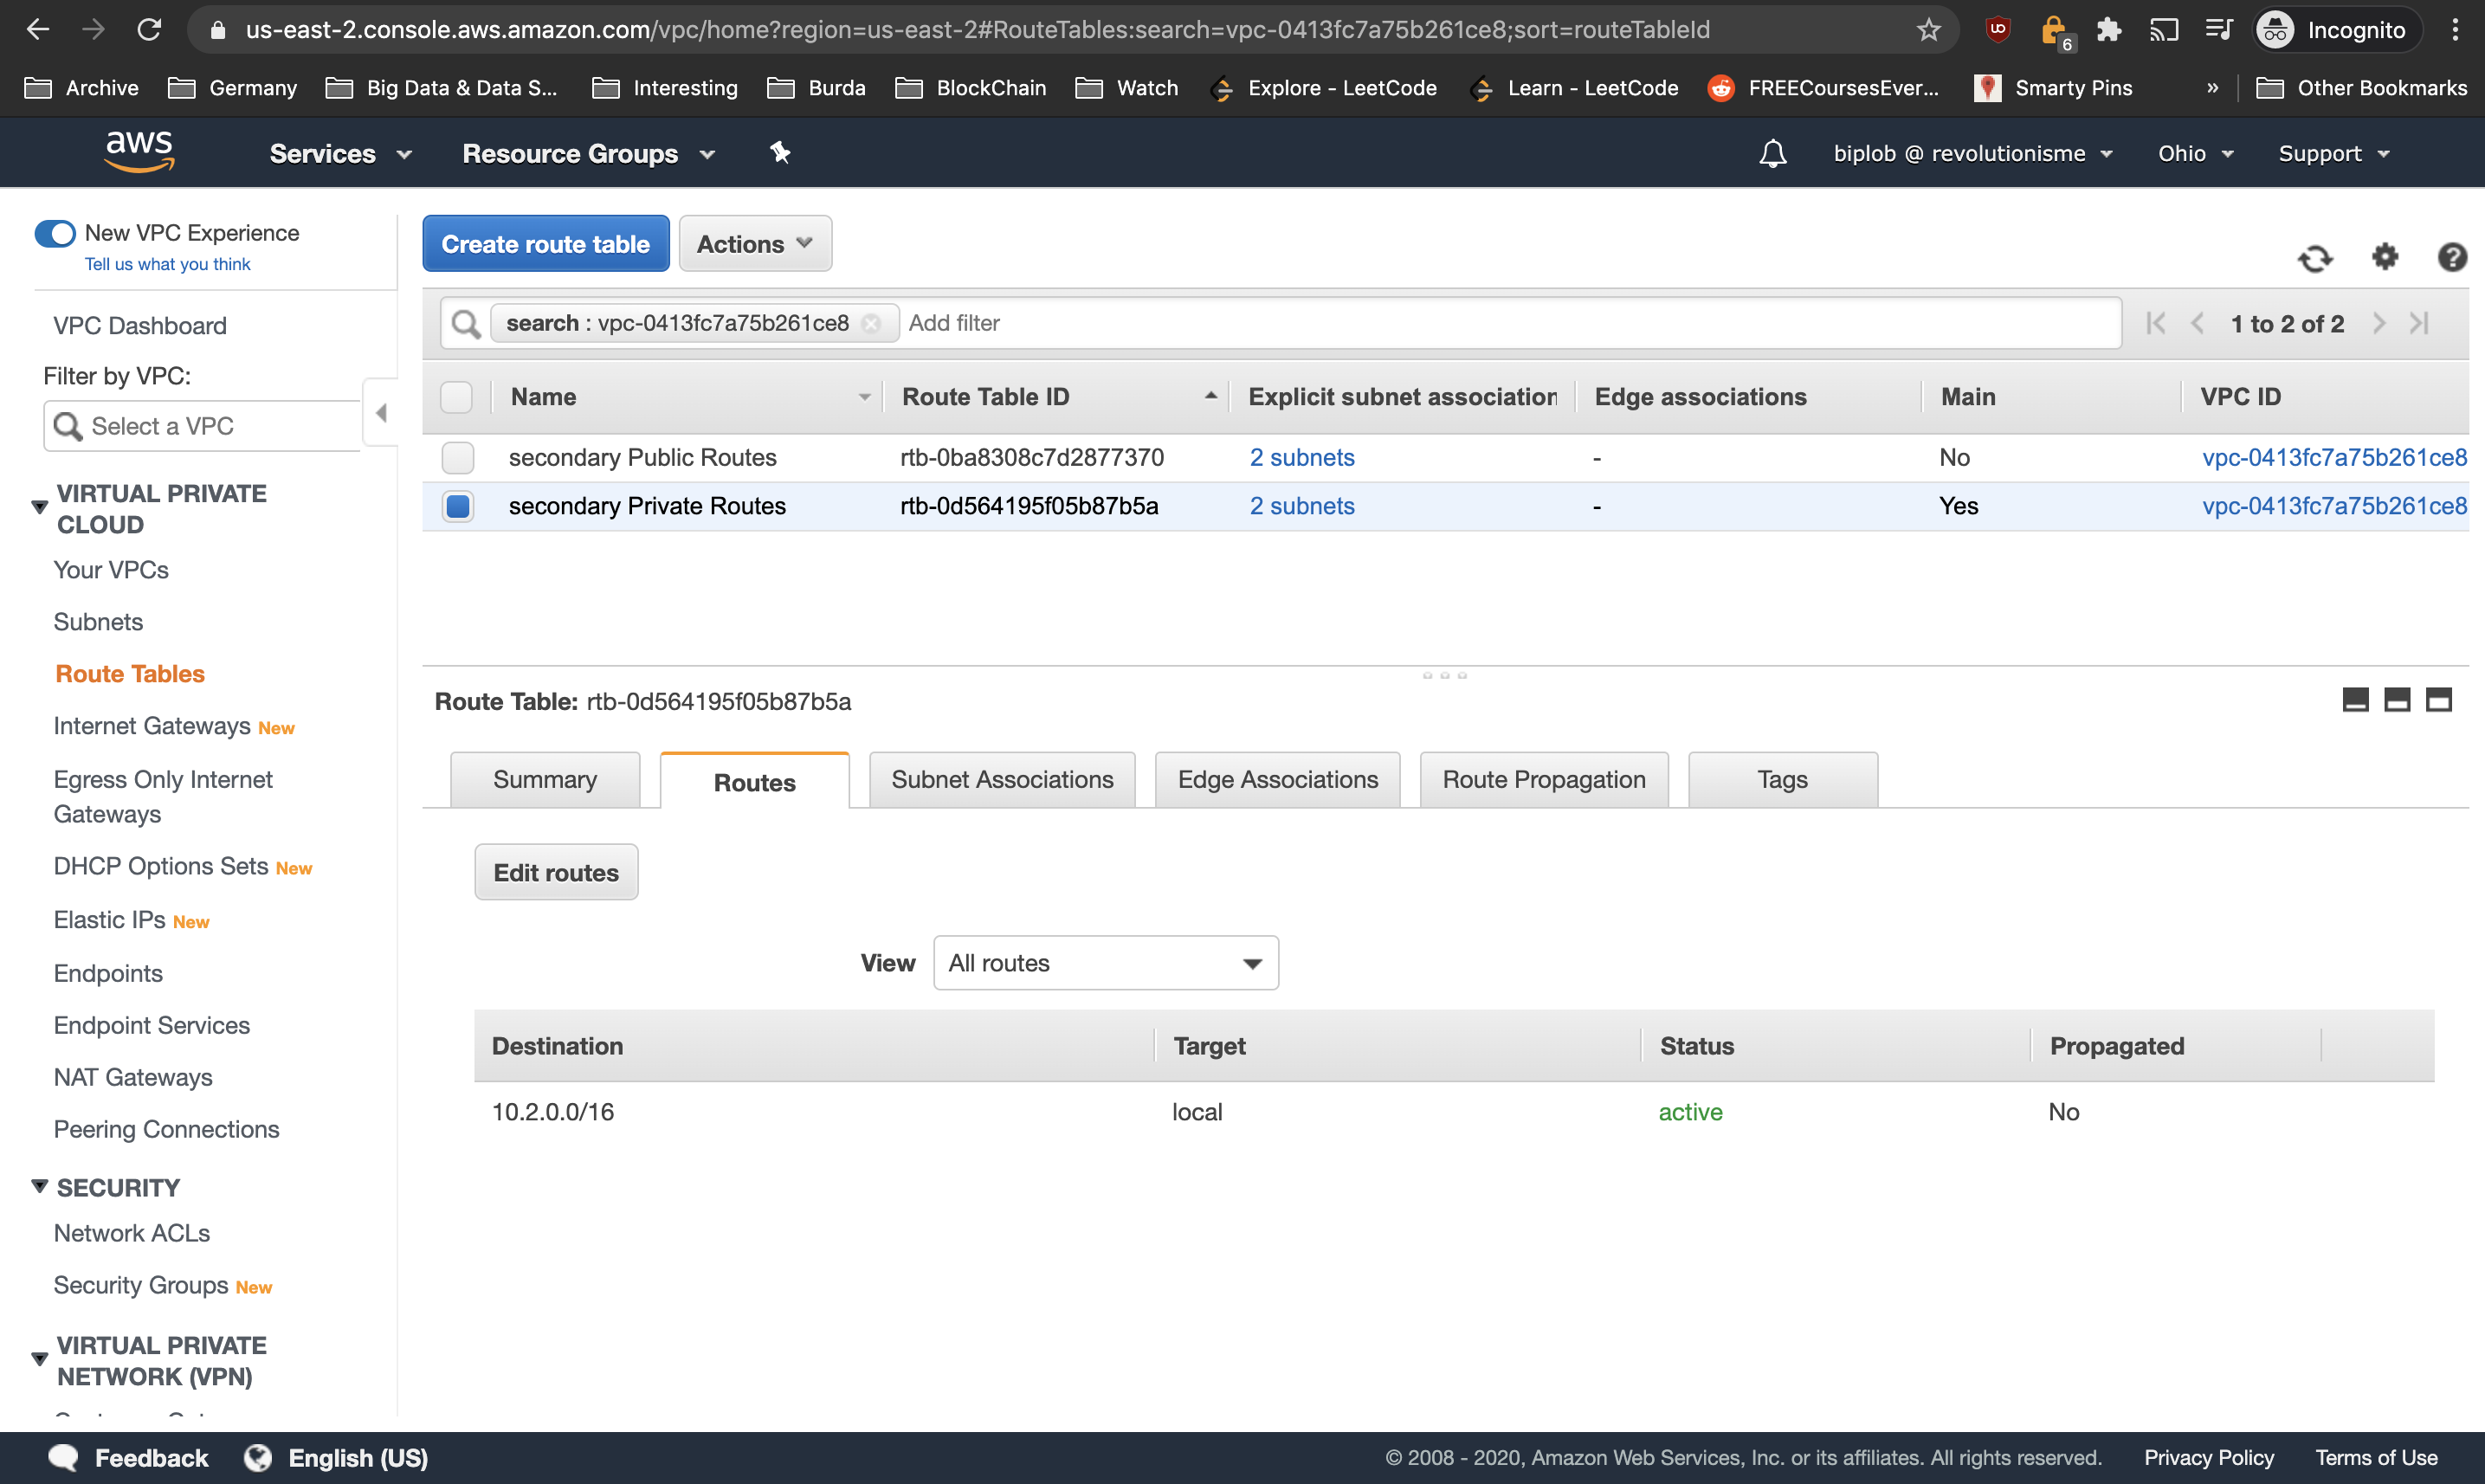 us-east-2.console.aws.amazon.com/vpc/home?region=us-east-2#RouteTables:search=vpc-0413fc7a75b261ce8;sort=routeTableId
6
Incognito
Archive
Germany
Big Data & Data S...
Interesting
Burda
BlockChain
Watch
Explore - LeetCode
Learn - LeetCode
FREECoursesEver...
Smarty Pins
»
Other Bookmarks
aws
Services
Resource Groups
biplob @ revolutionisme
Ohio
Support
New VPC Experience
Tell us what you think
VPC Dashboard
Filter by VPC:
Select a VPC
VIRTUAL PRIVATE
CLOUD
Your VPCs
Subnets
Route Tables
Internet Gateways New
Egress Only Internet
Gateways
DHCP Options Sets New
Elastic IPs New
Endpoints
Endpoint Services
NAT Gateways
Peering Connections
SECURITY
Network ACLs
Security Groups New
VIRTUAL PRIVATE
NETWORK (VPN)
Create route table
Actions
search : vpc-0413fc7a75b261ce8
Add filter
1 to 2 of 2
Name Route Table ID Explicit subnet association Edge associations Main VPC ID
secondary Public Routes rtb-0ba8308c7d2877370 2 subnets - No vpc-0413fc7a75b261ce8
secondary Private Routes rtb-0d564195f05b87b5a 2 subnets - Yes vpc-0413fc7a75b261ce8
Route Table: rtb-0d564195f05b87b5a
Summary
Routes
Subnet Associations
Edge Associations
Route Propagation
Tags
Edit routes
View All routes
Destination Target Status Propagated
10.2.0.0/16 local active No
Feedback
English (US)
© 2008 - 2020, Amazon Web Services, Inc. or its affiliates. All rights reserved.
Privacy Policy
Terms of Use